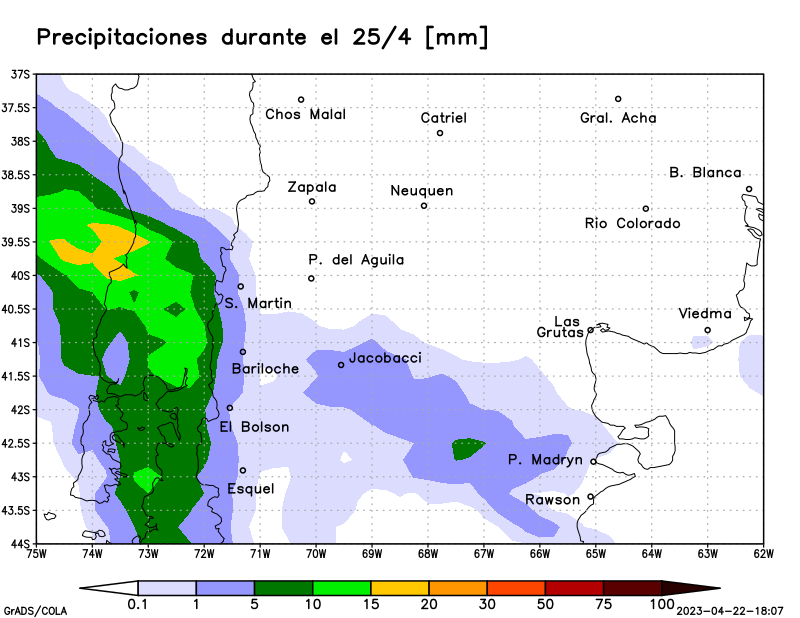 Precipitaciones durante el 25/4 [mm]
37S
37.5S
38S
38.5S
39S
39.5S
40S
40.5S
41S
41.5S
42S
42.5S
43S
43.5S
44S
Chos Malal
Catriel
Gral. Acha
B. Blanca
Zapala
Neuquen
Rio Colorado
P. del Aguila
S. Martin
Las
Grutas
Viedma
Jacobacci
Bariloche
El Bolson
P. Madryn
Esquel
Rawson
75W 74W 73W 72W 71W 70W 69W 68W 67W 66W 65W 64W 63W 62W
0.1 1 5 10 15 20 30 50 75 100
GrADS/COLA
2023-04-22-18:07